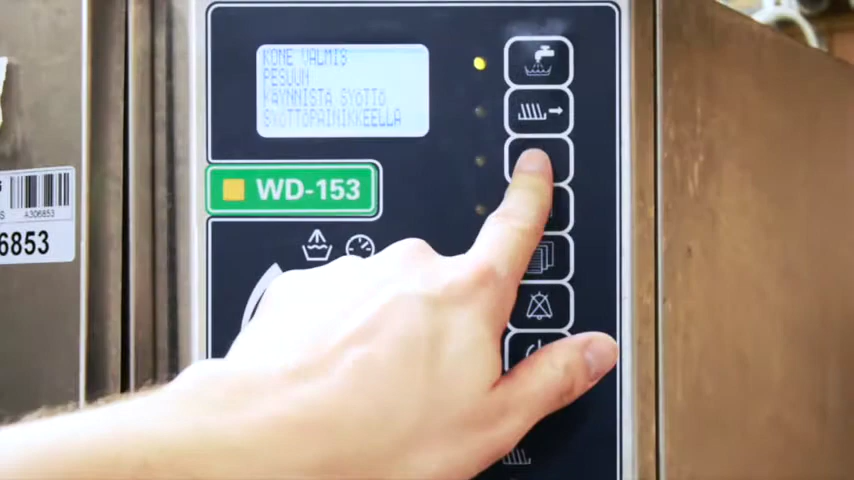 KONE VALMIS
PESUUN
KÄYNNISTÄ SYÖTTÖ
SYÖTTÖPAINIKKEELLA
WD-153
A306853
6853